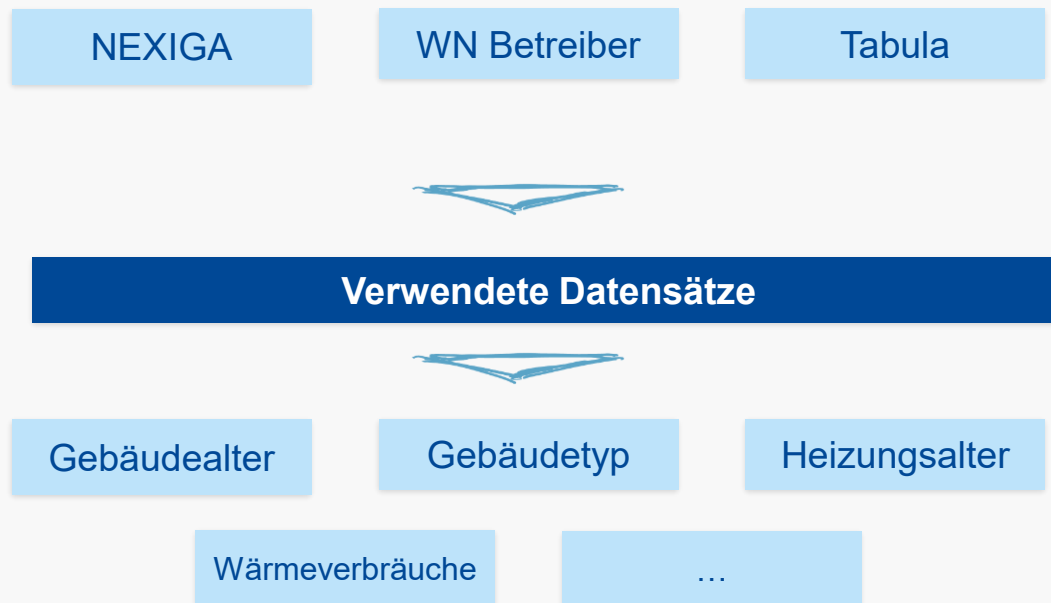 NEXIGA
WN Betreiber
Tabula
Verwendete Datensätze
Gebäudealter
Gebäudetyp
Heizungsalter
Wärmeverbräuche
…